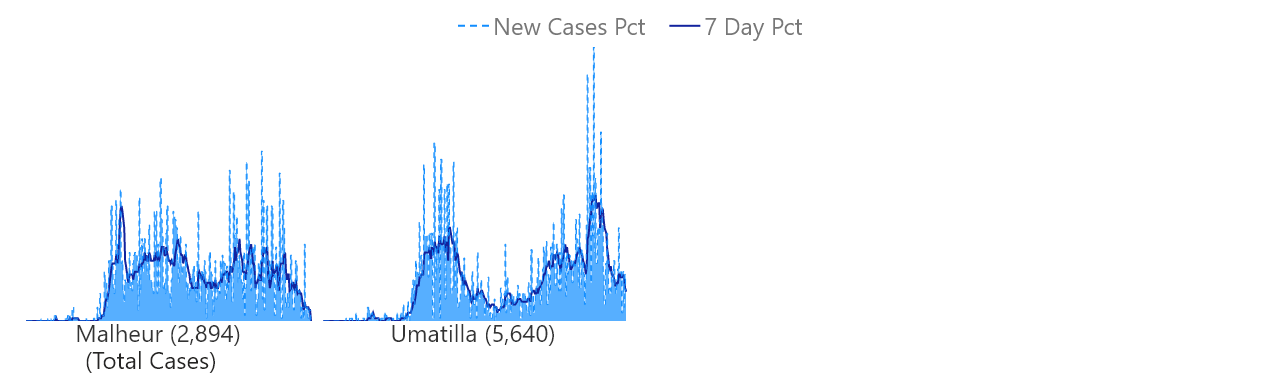 New Cases Pct 7 Day Pct
Malheur (2,894) Umatilla (5,640)
(Total Cases)